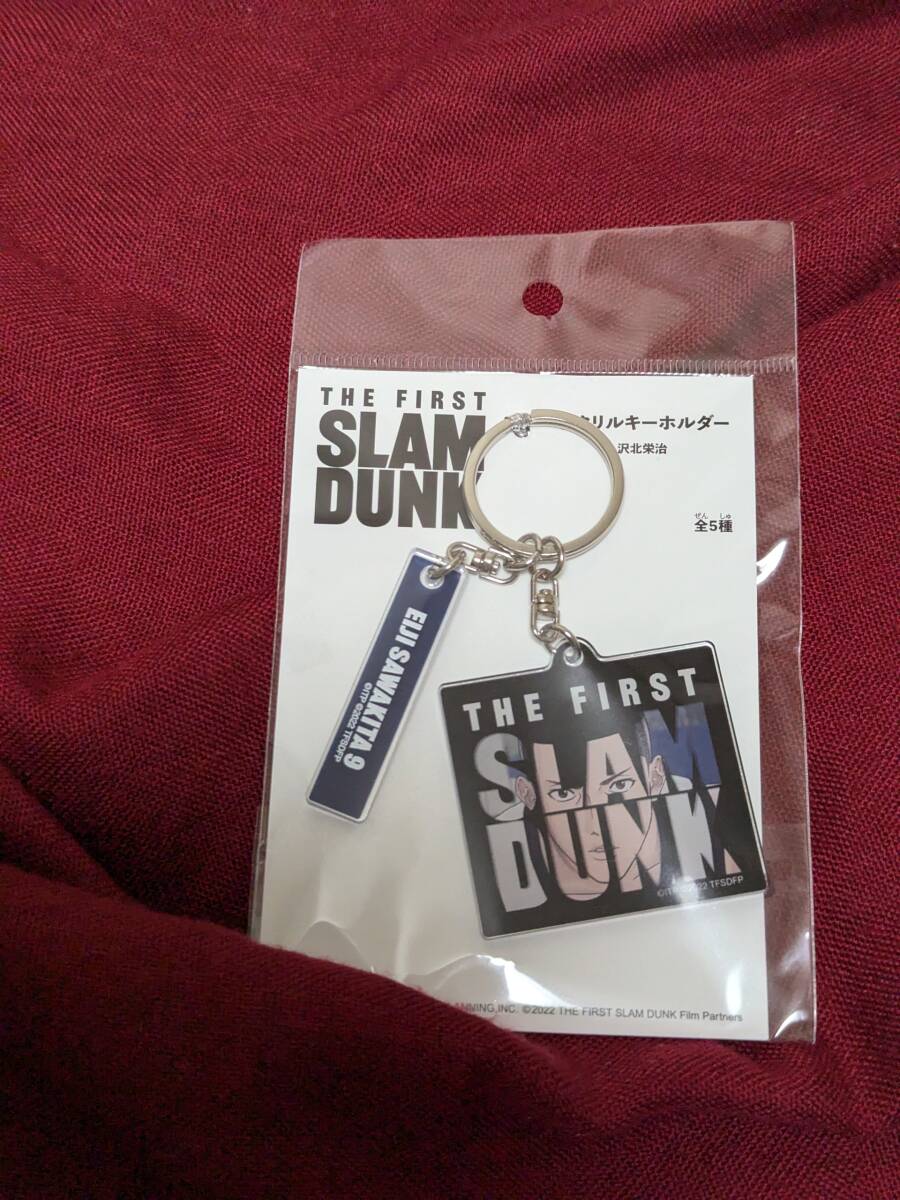 THE FIRST
SLAM
DUNK
リルキーホルダー
沢北栄治
ぜん しゅ
全5種
EIJI SAWAKITA 9
©ITP ©2022 TFSDFP
THE FIRST
SLAM
DUNK
©ITP ©2022 TFSDFP
INC. ©2022 THE FIRST SLAM DUNK Film Partners